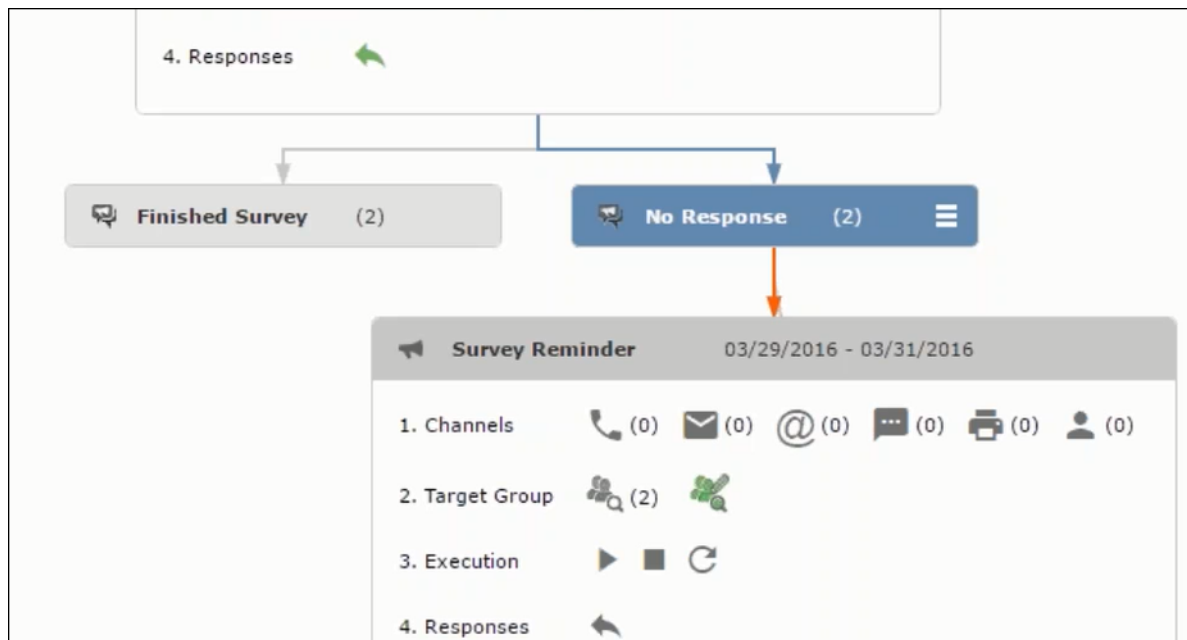 4. Responses
Finished Survey (2)
No Response (2)
Survey Reminder 03/29/2016 - 03/31/2016
1. Channels (0) (0) @ (0) (0) (0) (0)
2. Target Group (2)
3. Execution
4. Responses